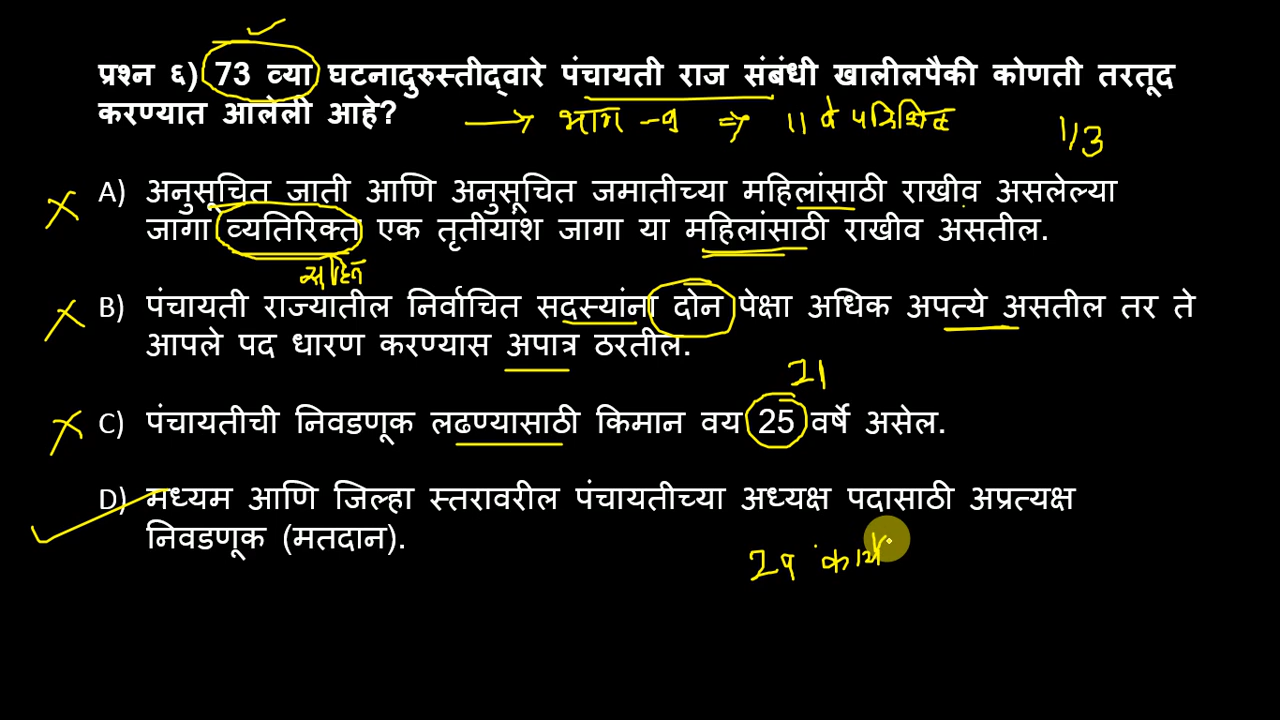 प्रश्न ६) 73 व्या घटनादुरुस्तीद्‌वारे पंचायती राज संबंधी खालीलपैकी कोणती तरतूद
करण्यात आलेली आहे?
भाग - ९ ⇒ 11 वे परिशिष्ट
1/3
A) अनुसूचित जाती आणि अनुसूचित जमातीच्या महिलांसाठी राखीव असलेल्या
जागा व्यतिरिक्त एक तृतीयांश जागा या महिलांसाठी राखीव असतील.
सहित
B) पंचायती राज्यातील निर्वाचित सदस्यांना दोन पेक्षा अधिक अपत्ये असतील तर ते
आपले पद धारण करण्यास अपात्र ठरतील.
21
C) पंचायतीची निवडणूक लढण्यासाठी किमान वय 25 वर्षे असेल.
D) मध्यम आणि जिल्हा स्तरावरील पंचायतीच्या अध्यक्ष पदासाठी अप्रत्यक्ष
निवडणूक (मतदान).